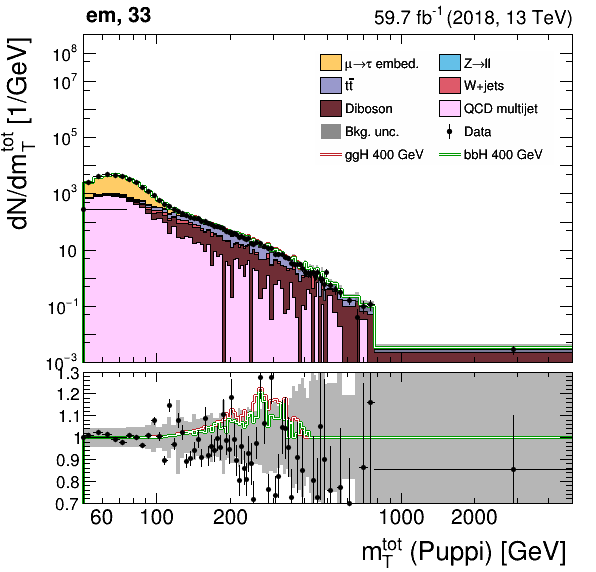 em, 33
59.7 fb⁻¹ (2018, 13 TeV)
dN/dm_T^tot [1/GeV]
10⁸
10⁷
10⁵
10³
10
10⁻¹
10⁻³
μ→τ embed.
Z→ll
tt̄
W+jets
Diboson
QCD multijet
Bkg. unc.
Data
ggH 400 GeV
bbH 400 GeV
1.3
1.2
1.1
1
0.9
0.8
0.7
60 100 200 1000 2000
m_T^tot (Puppi) [GeV]